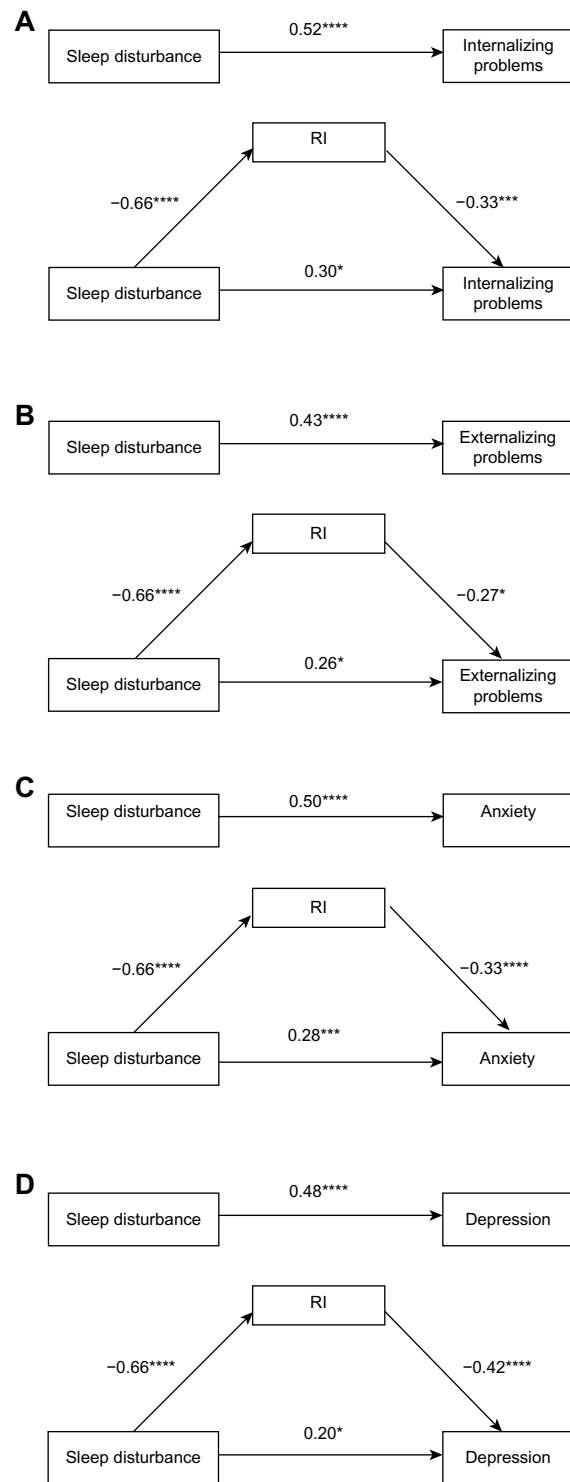 A
0.52****
Sleep disturbance
Internalizing
problems
RI
−0.66****
−0.33***
Sleep disturbance
0.30*
Internalizing
problems
B
0.43****
Sleep disturbance
Externalizing
problems
RI
−0.66****
−0.27*
Sleep disturbance
0.26*
Externalizing
problems
C
Sleep disturbance
0.50****
Anxiety
RI
−0.66****
−0.33****
Sleep disturbance
0.28***
Anxiety
D
Sleep disturbance
0.48****
Depression
RI
−0.66****
−0.42****
Sleep disturbance
0.20*
Depression